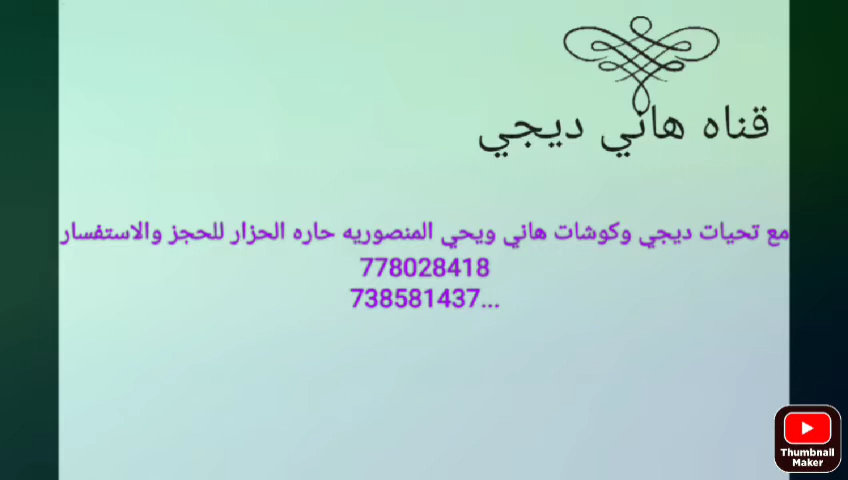 قناه هاني ديجي
مع تحيات ديجي وكوشات هاني ويحي المنصوريه حاره الحزار للحجز والاستفسار
778028418
738581437...
Thumbnail
Maker